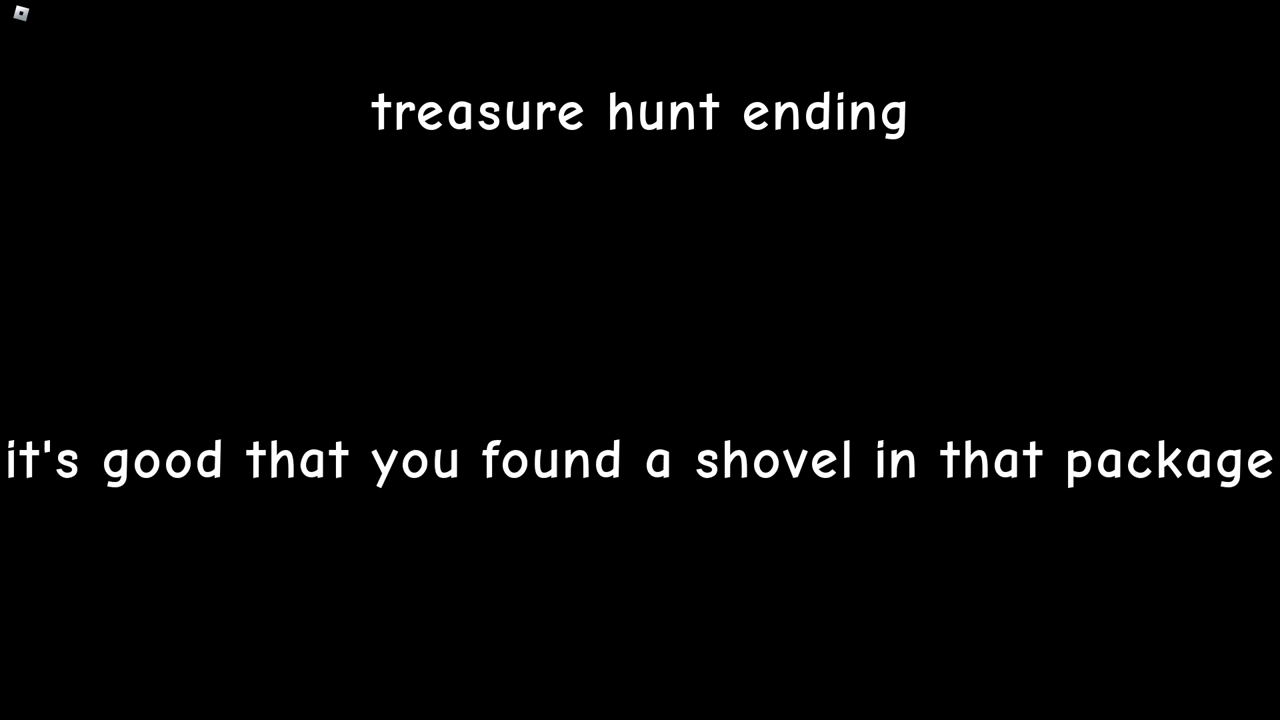 treasure hunt ending
it's good that you found a shovel in that package